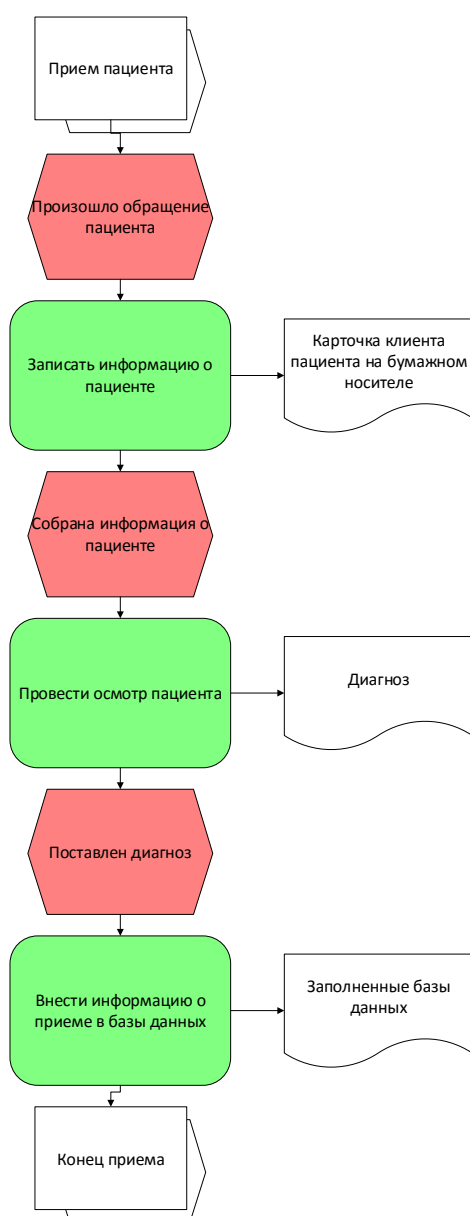 Прием пациента
Произошло обращение
пациента
Записать информацию о
пациенте
Карточка клиента
пациента на бумажном
носителе
Собрана информация о
пациенте
Провести осмотр пациента
Диагноз
Поставлен диагноз
Внести информацию о
приеме в базы данных
Заполненные базы
данных
Конец приема